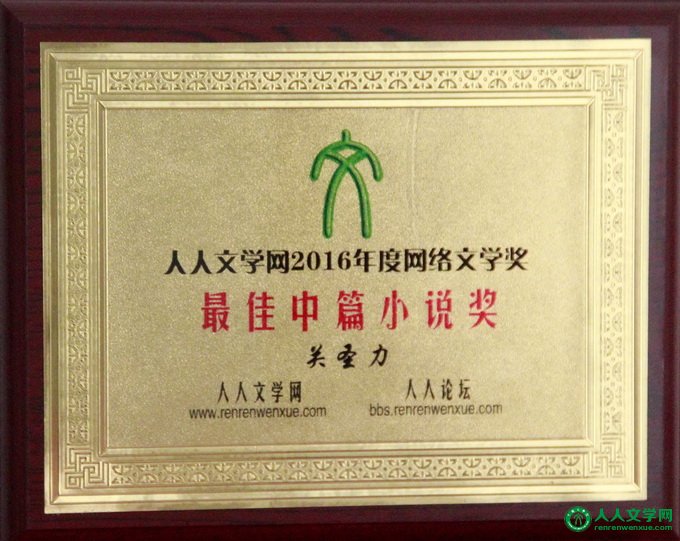 人人文学网2016年度网络文学奖
最佳中篇小说奖
关圣力
人人文学网 人人论坛
www.renrenwenxue.com bbs.renrenwenxue.com
人人文学网
renrenwenxue.com